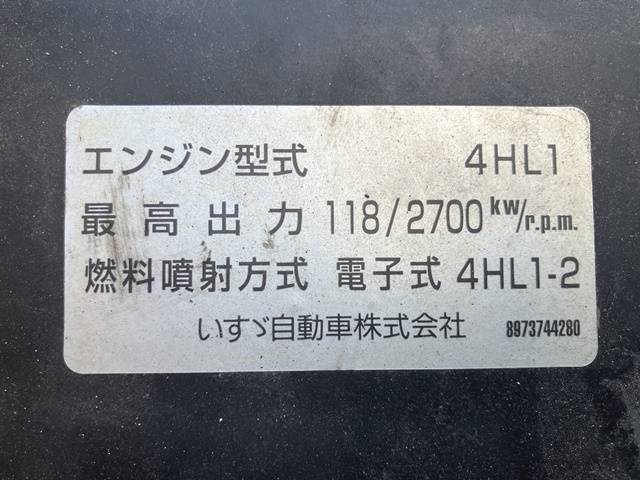 エンジン型式 4HL1
最高出力 118/2700 kw/r.p.m.
燃料噴射方式 電子式 4HL1-2
いすゞ自動車株式会社 8973744280